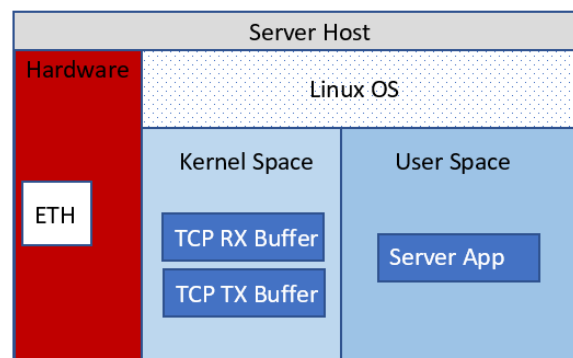 Server Host
Hardware
Linux OS
Kernel Space
User Space
ETH
TCP RX Buffer
Server App
TCP TX Buffer